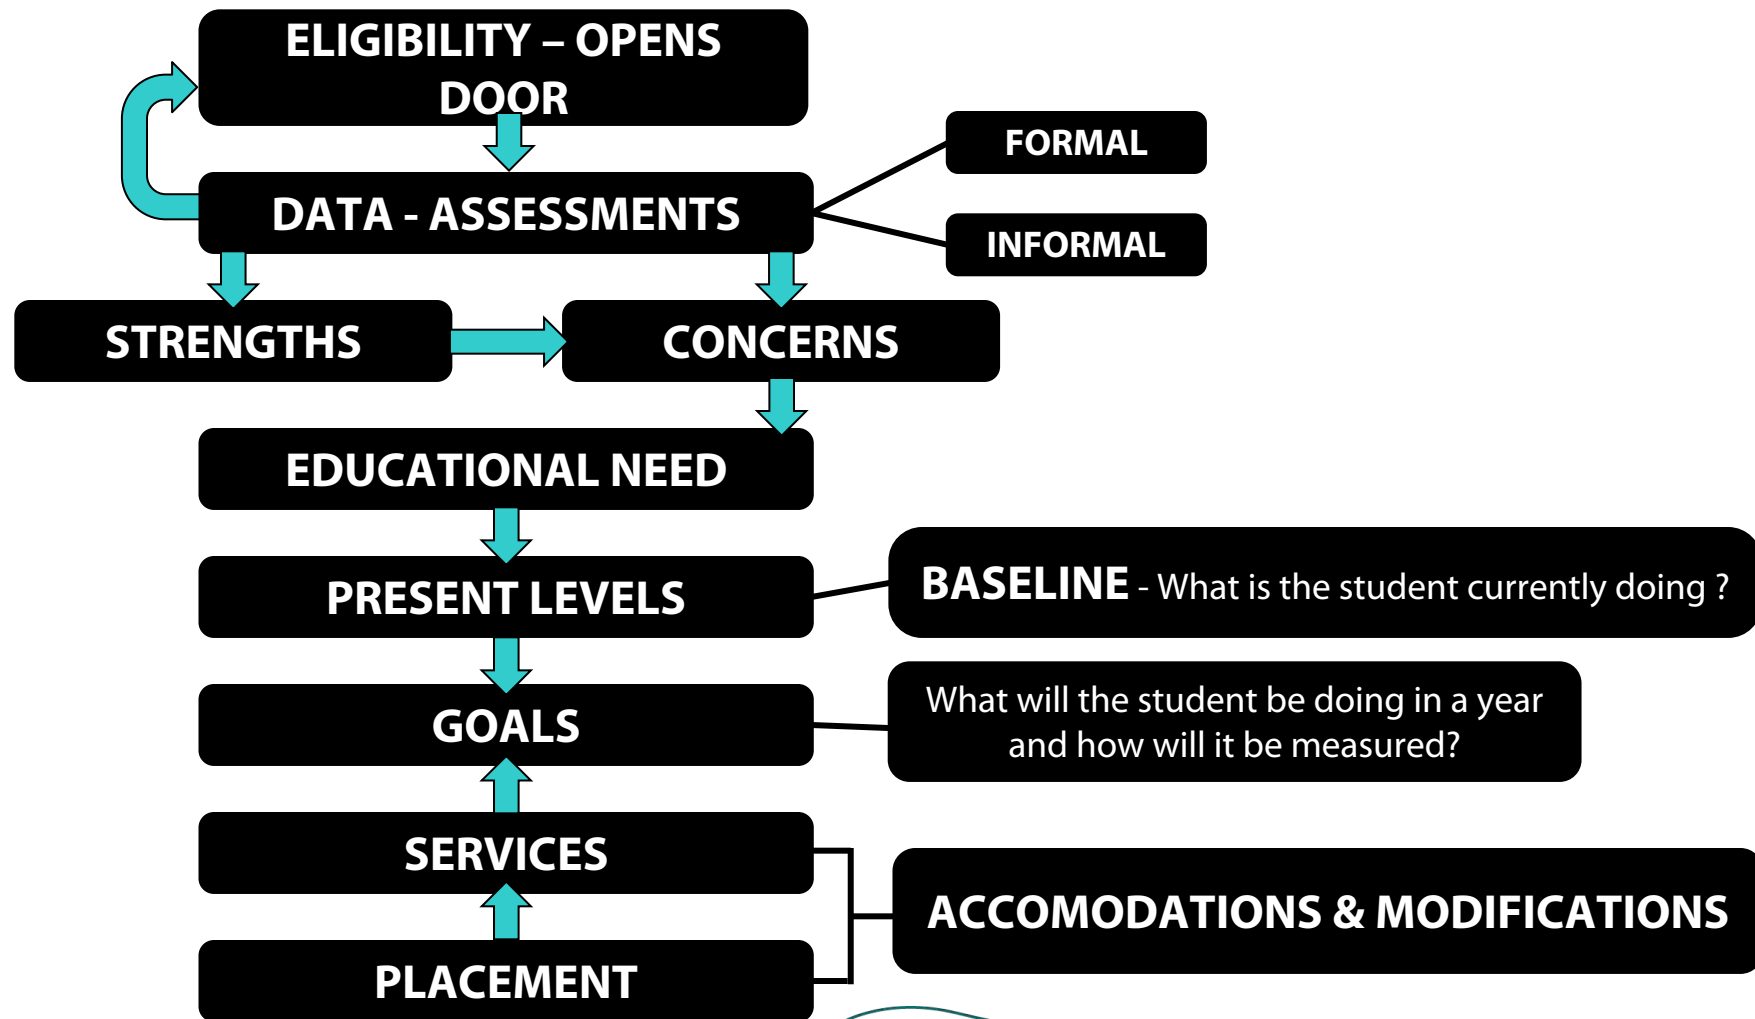 ELIGIBILITY – OPENS
DOOR
DATA - ASSESSMENTS
FORMAL
INFORMAL
STRENGTHS
CONCERNS
EDUCATIONAL NEED
PRESENT LEVELS
BASELINE - What is the student currently doing ?
GOALS
What will the student be doing in a year
and how will it be measured?
SERVICES
ACCOMODATIONS & MODIFICATIONS
PLACEMENT